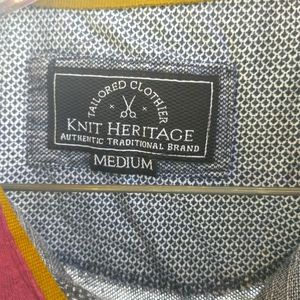 TAILORED CLOTHIER
KNIT HERITAGE
AUTHENTIC TRADITIONAL BRAND
MEDIUM